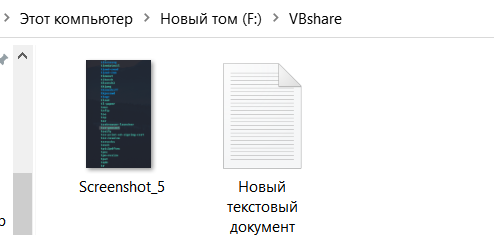 Этот компьютер > Новый том (F:) > VBshare
Screenshot_5
Новый
текстовый
документ